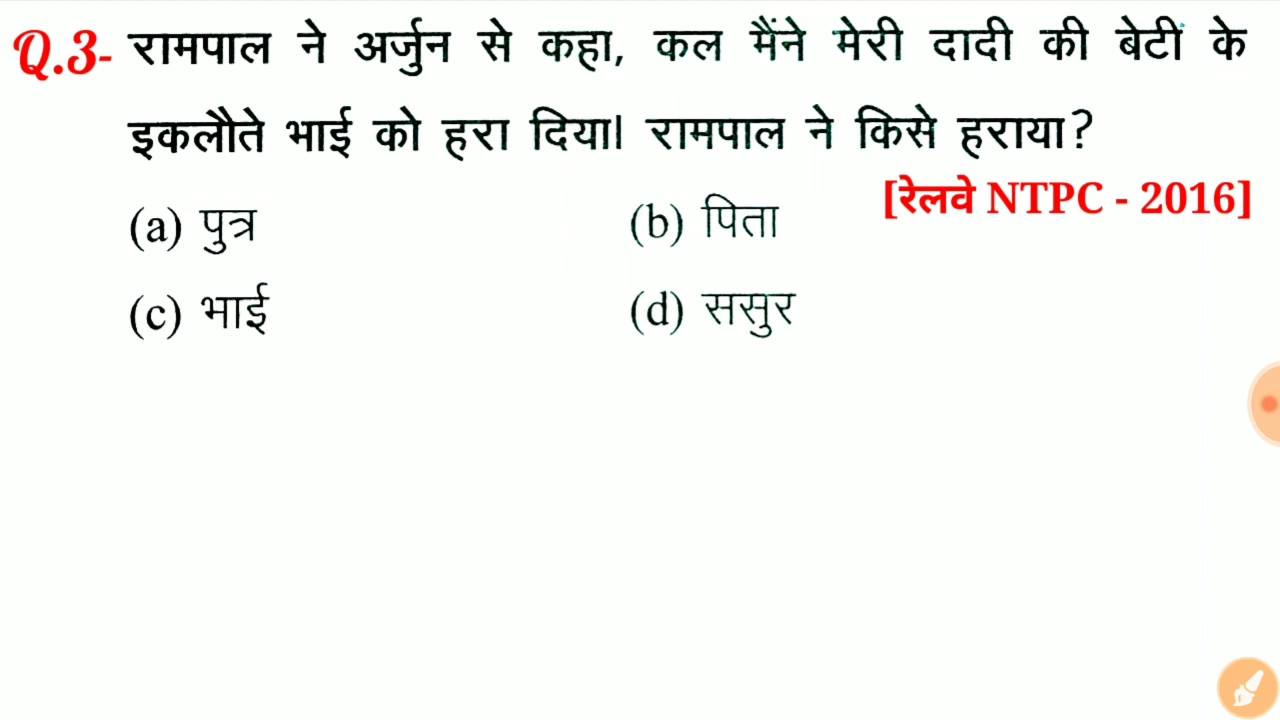 Q.3- रामपाल ने अर्जुन से कहा, कल मैंने मेरी दादी की बेटी के
इकलौते भाई को हरा दिया। रामपाल ने किसे हराया?
[रेलवे NTPC - 2016]
(a) पुत्र (b) पिता
(c) भाई (d) ससुर